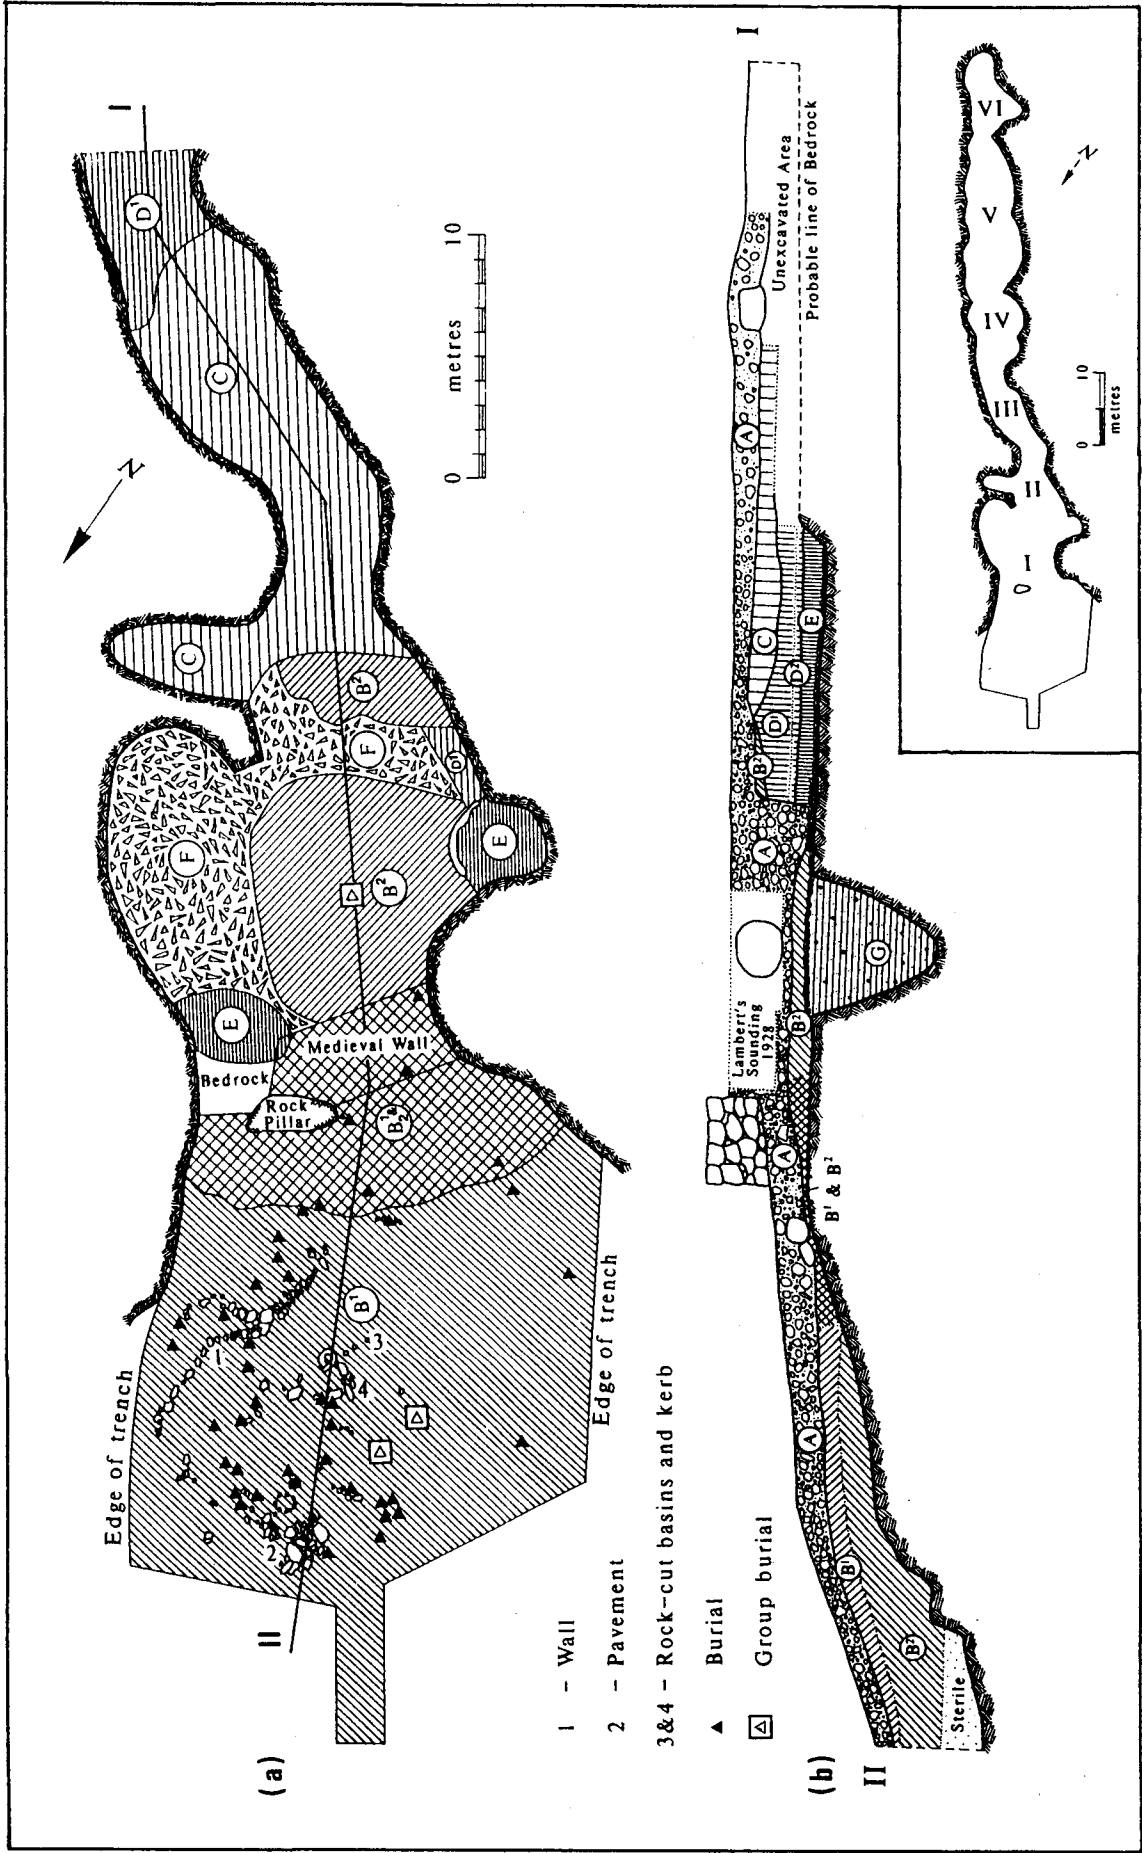 (a)
I
II
N
D¹
C
C
B²
F
D¹
F
B²
E
E
Bedrock
Rock
Pillar
Medieval Wall
B¹&
2
B¹
1
2
3
4
Edge of trench
Edge of trench
0 10
metres
1 – Wall
2 – Pavement
3&4 – Rock-cut basins and kerb
Burial
Group burial
(b)
II
I
Sterile
B²
B¹
A
B¹ & B²
A
Lambert's
Sounding
1928
B²
G
A
B²
D¹
D²
C
E
A
Unexcavated Area
Probable line of Bedrock
I
II
III
IV
V
VI
N
0 10
metres